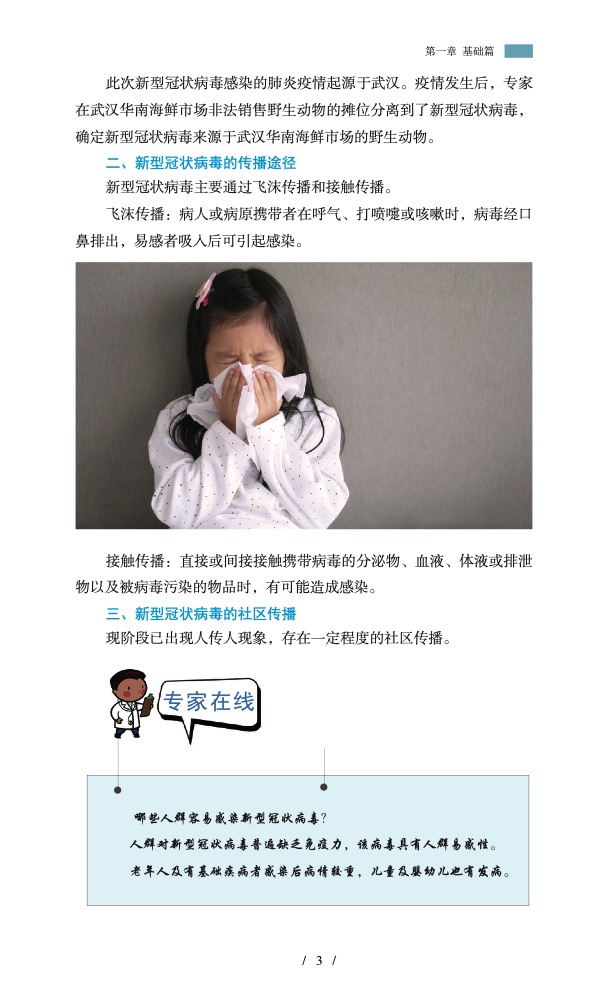 第一章 基础篇
此次新型冠状病毒感染的肺炎疫情起源于武汉。疫情发生后，专家
在武汉华南海鲜市场非法销售野生动物的摊位分离到了新型冠状病毒，
确定新型冠状病毒来源于武汉华南海鲜市场的野生动物。
二、新型冠状病毒的传播途径
新型冠状病毒主要通过飞沫传播和接触传播。
飞沫传播：病人或病原携带者在呼气、打喷嚏或咳嗽时，病毒经口
鼻排出，易感者吸入后可引起感染。
接触传播：直接或间接接触携带病毒的分泌物、血液、体液或排泄
物以及被病毒污染的物品时，有可能造成感染。
三、新型冠状病毒的社区传播
现阶段已出现人传人现象，存在一定程度的社区传播。
专家在线
哪些人群容易感染新型冠状病毒？
人群对新型冠状病毒普遍缺乏免疫力，该病毒具有人群易感性。
老年人及有基础疾病者感染后病情较重，儿童及婴幼儿也有发病。
/ 3 /